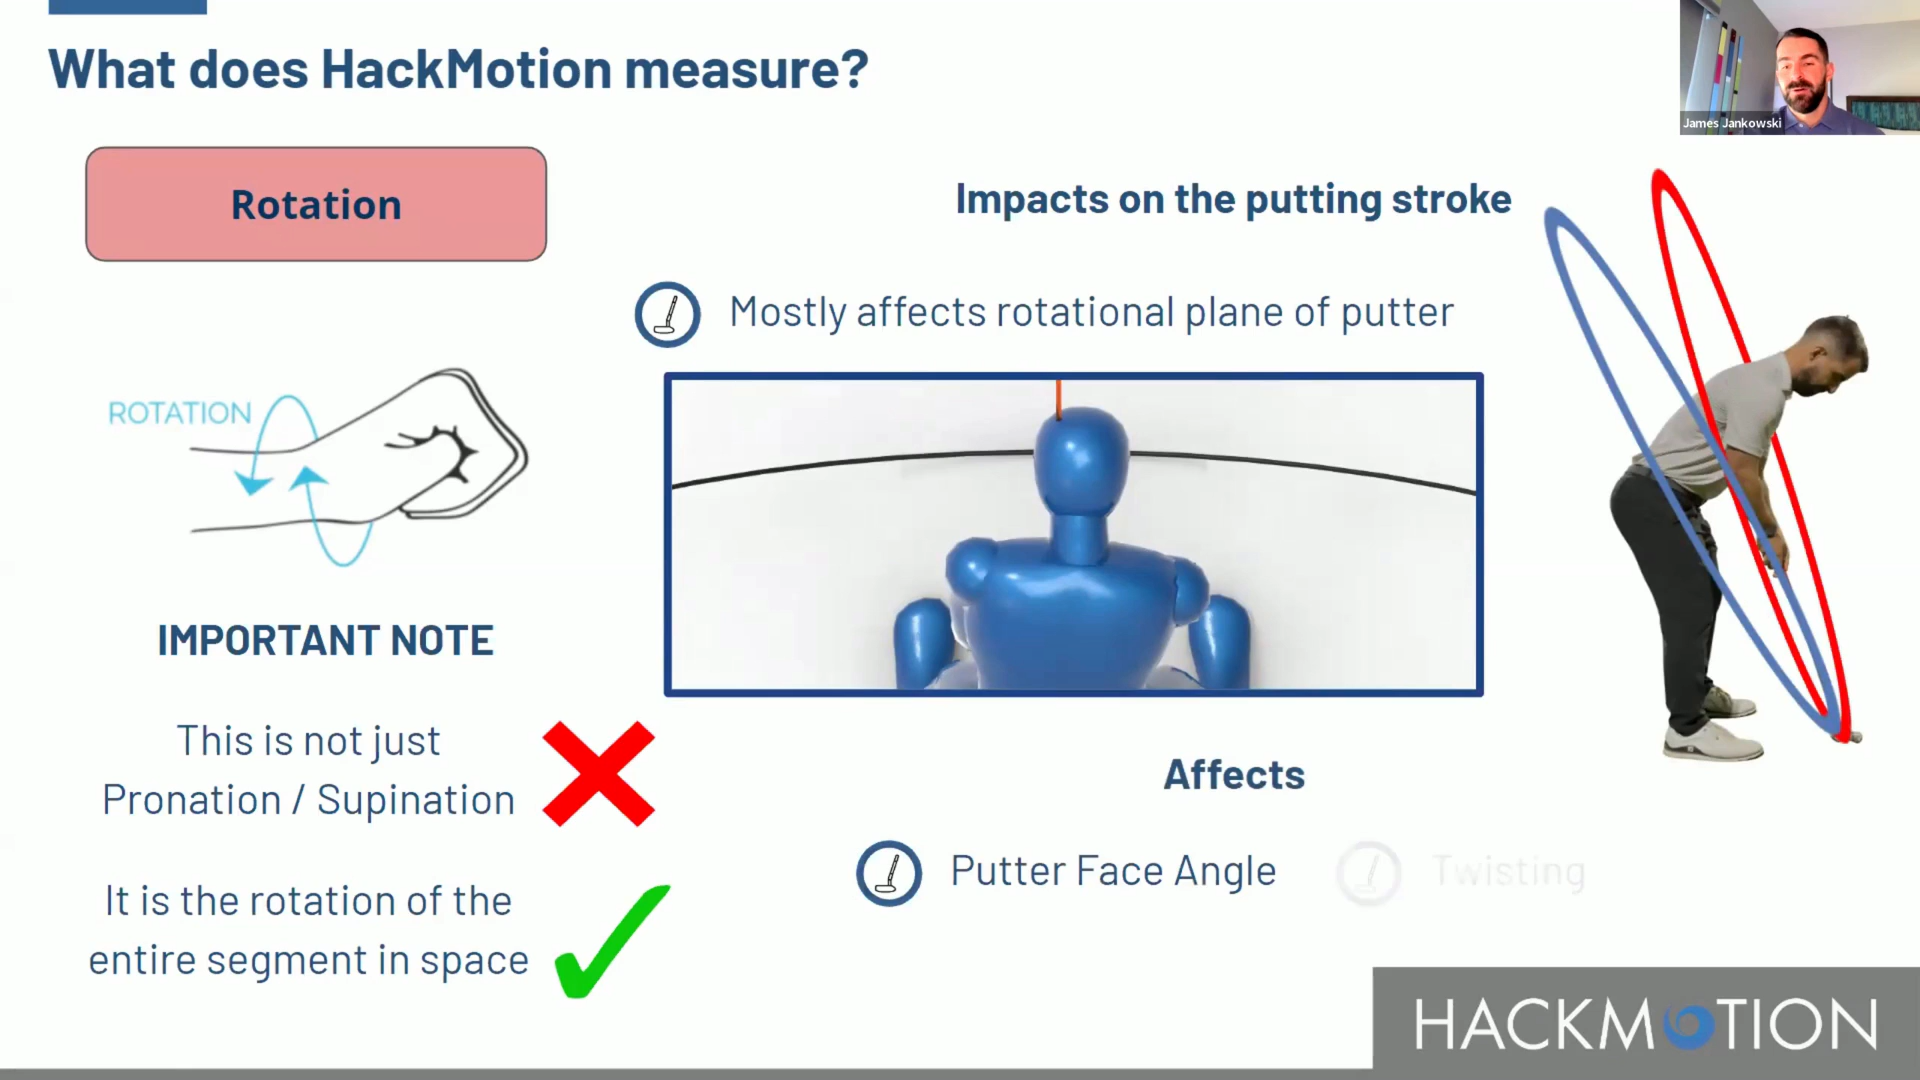 What does HackMotion measure?
James Jankowski
Rotation
ROTATION
IMPORTANT NOTE
This is not just
Pronation / Supination
It is the rotation of the
entire segment in space
Impacts on the putting stroke
Mostly affects rotational plane of putter
Affects
Putter Face Angle
Twisting
HACKMOTION